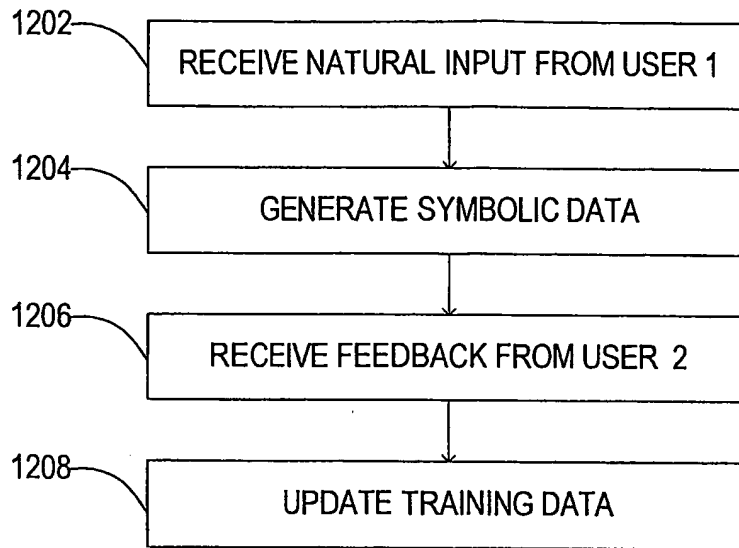 1202
RECEIVE NATURAL INPUT FROM USER 1
1204
GENERATE SYMBOLIC DATA
1206
RECEIVE FEEDBACK FROM USER 2
1208
UPDATE TRAINING DATA